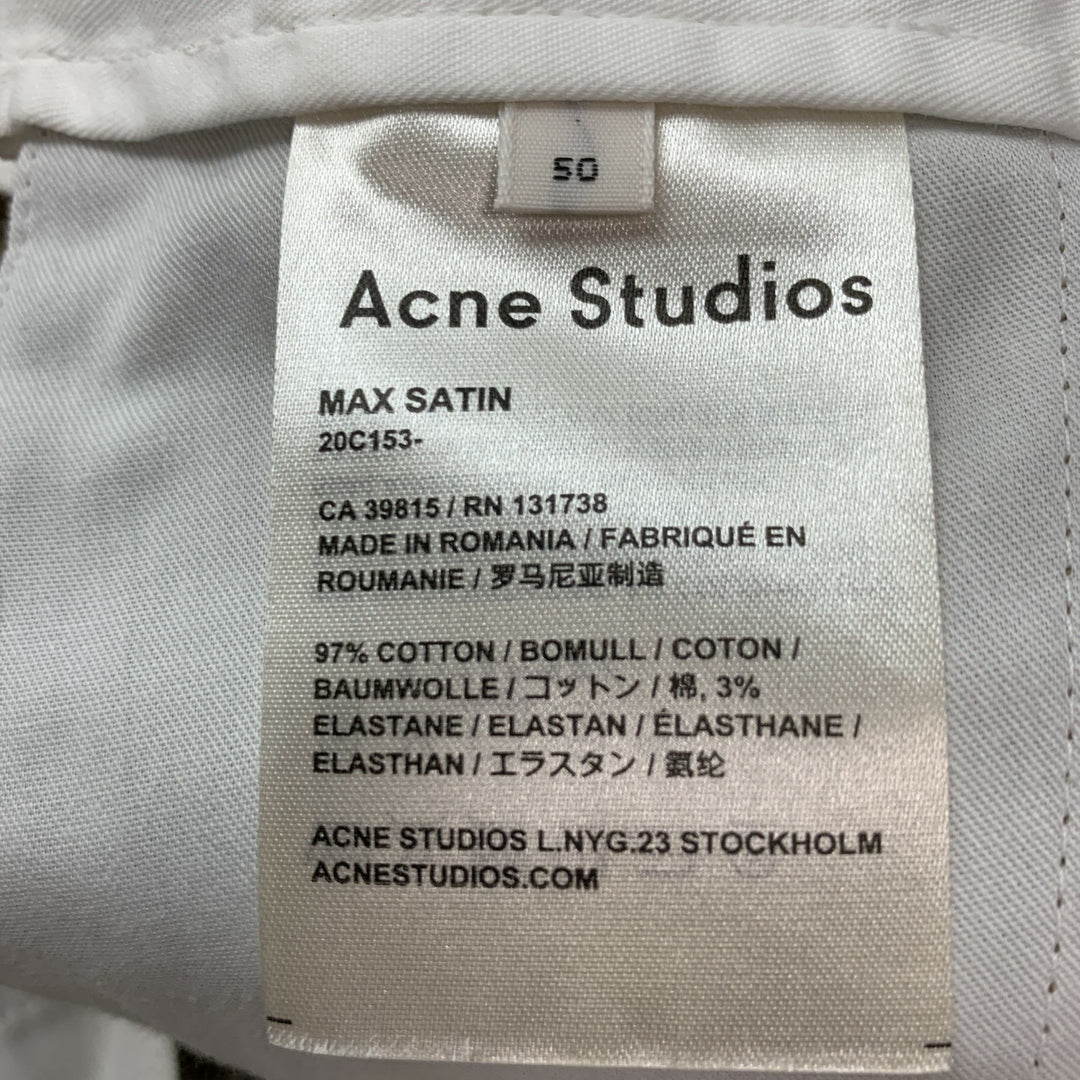 50
Acne Studios
MAX SATIN
20C153-
CA 39815 / RN 131738
MADE IN ROMANIA / FABRIQUÉ EN
ROUMANIE / 罗马尼亚制造
97% COTTON / BOMULL / COTON /
BAUMWOLLE / コットン / 棉, 3%
ELASTANE / ELASTAN / ÉLASTHANE /
ELASTHAN / エラスタン / 氨纶
ACNE STUDIOS L.NYG.23 STOCKHOLM
ACNESTUDIOS.COM